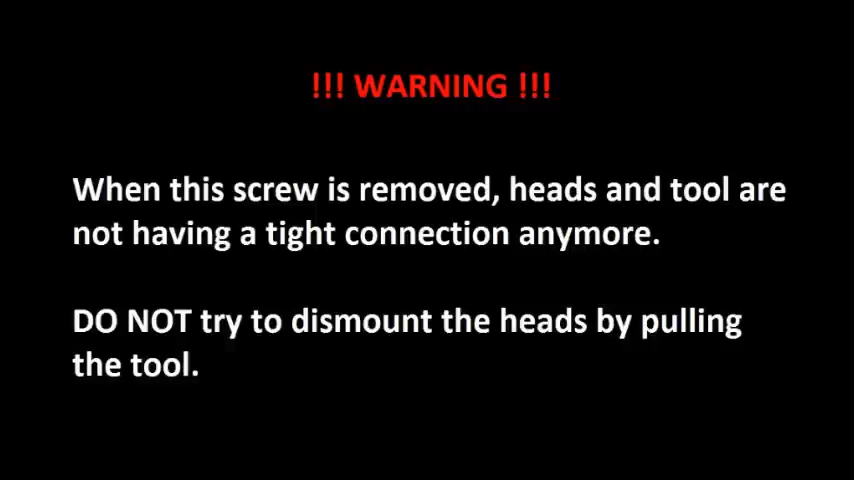 !!! WARNING !!!
When this screw is removed, heads and tool are
not having a tight connection anymore.
DO NOT try to dismount the heads by pulling
the tool.